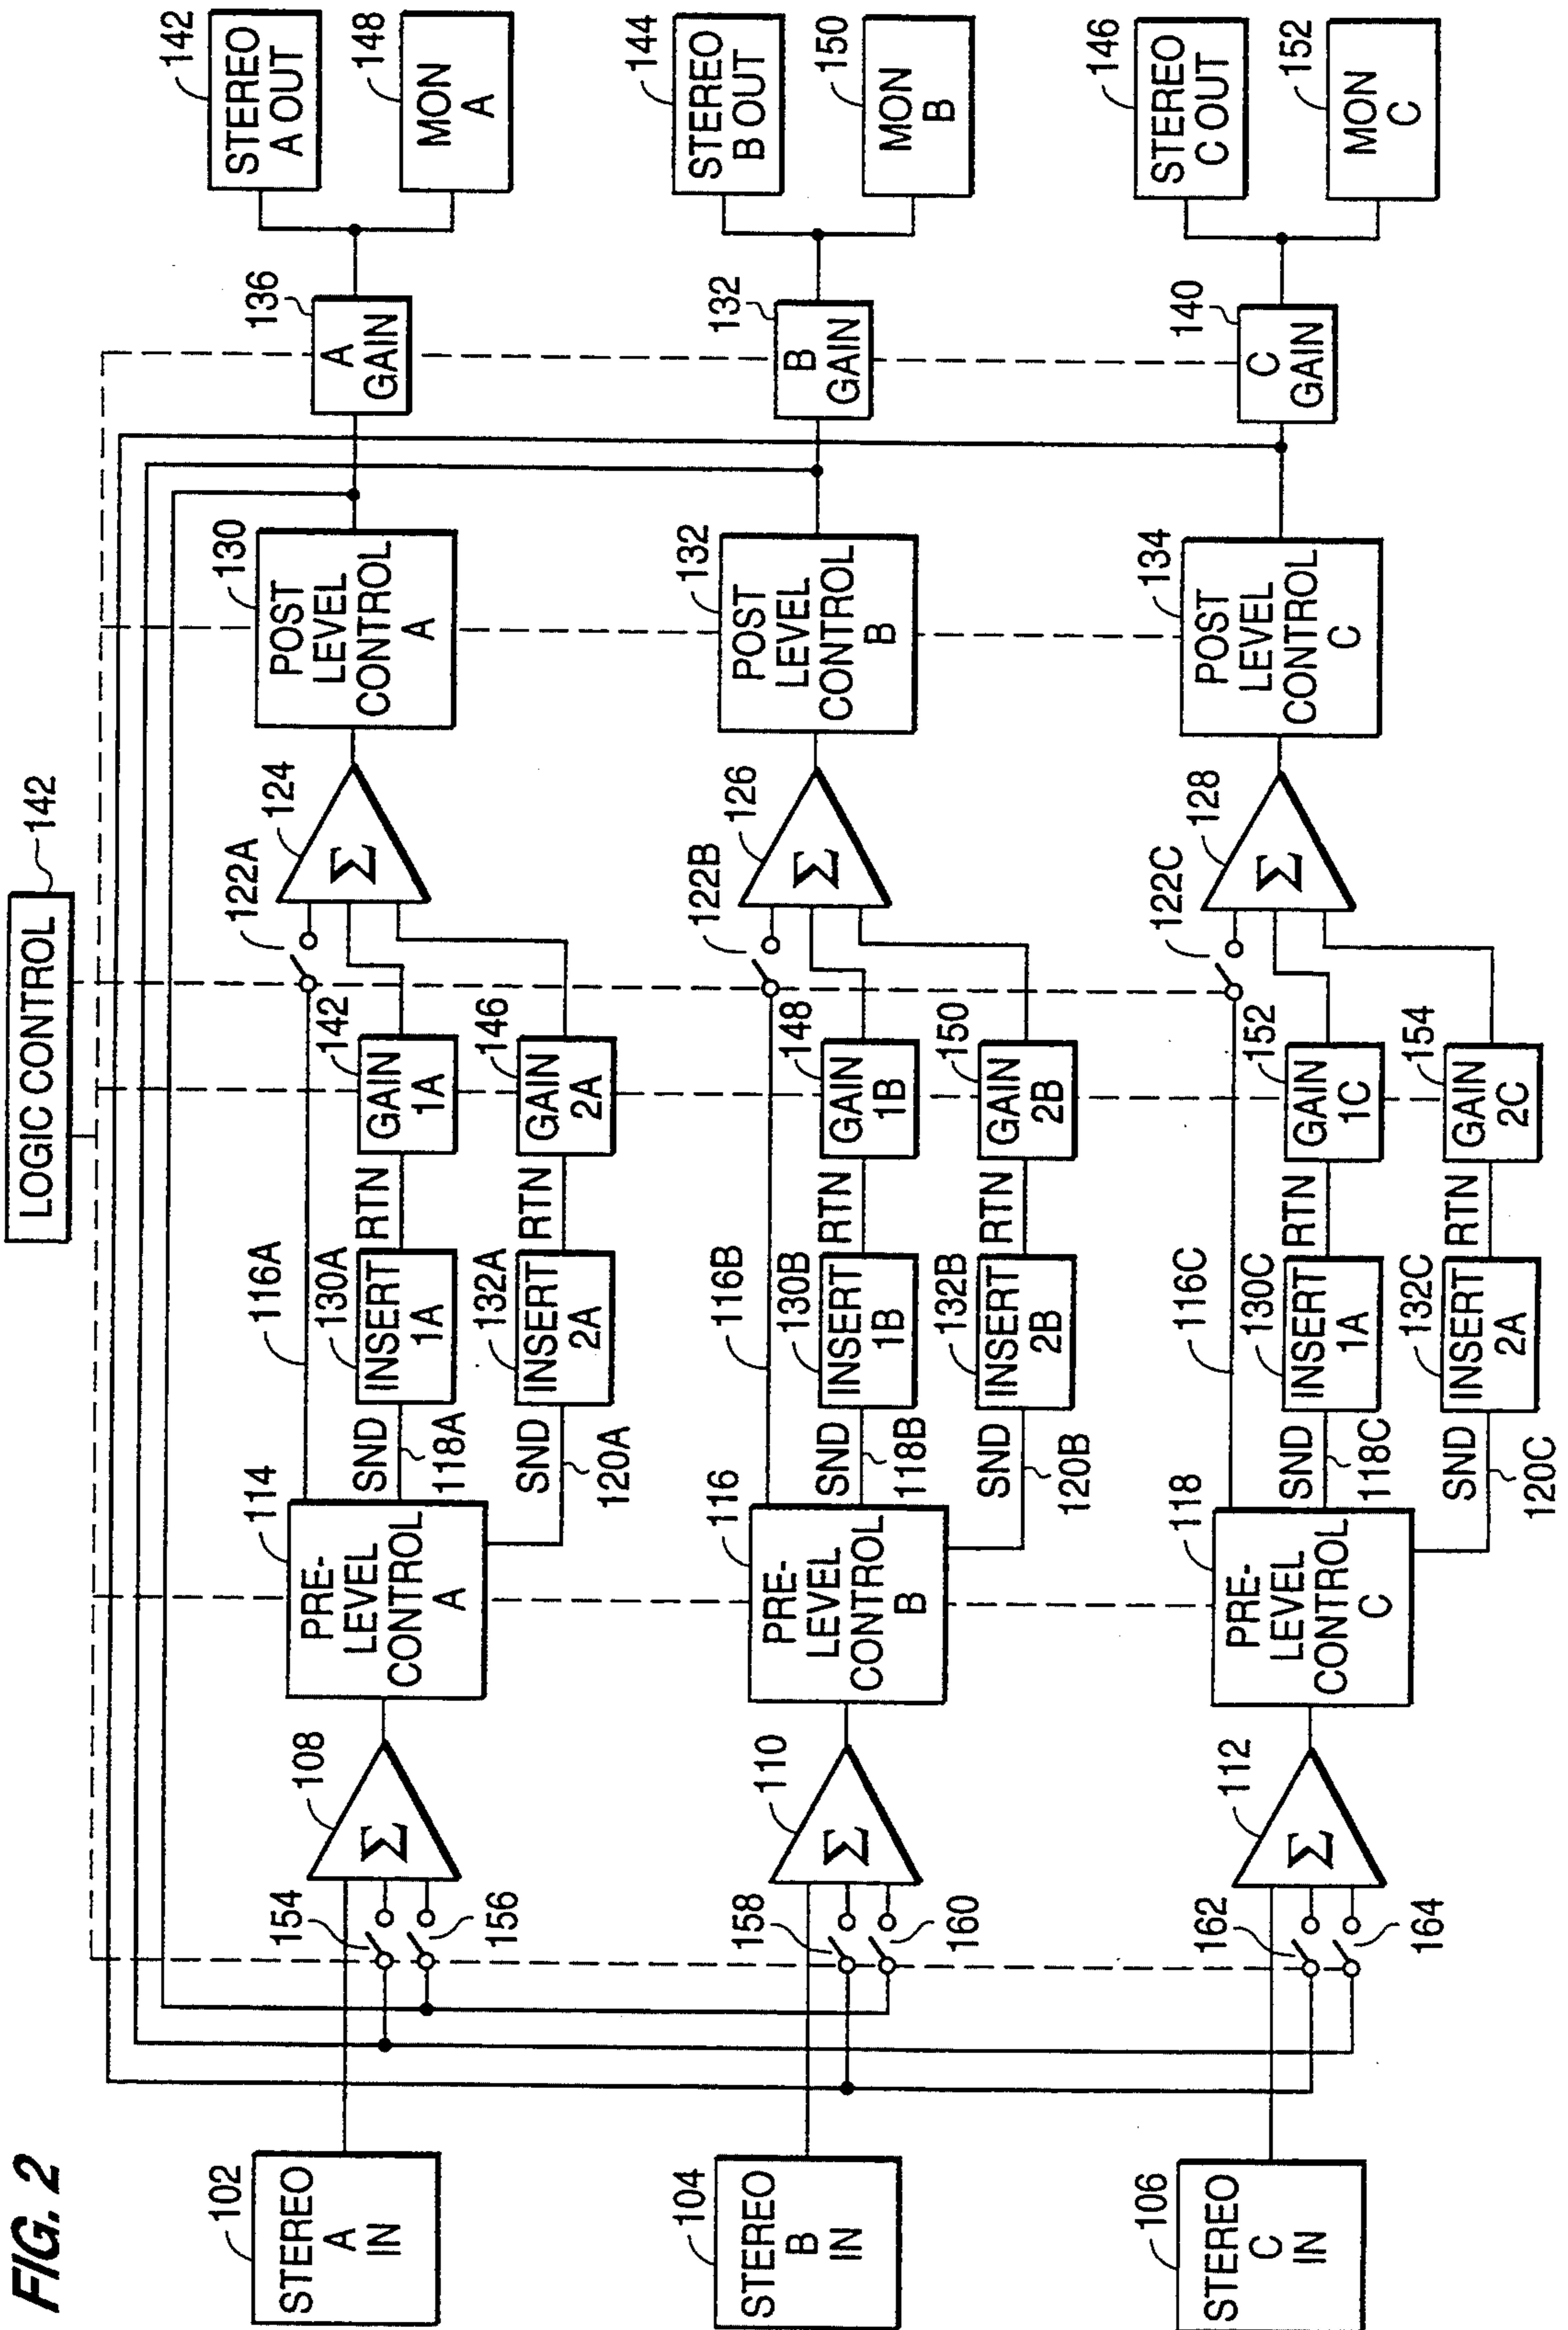 FIG. 2
LOGIC CONTROL
142
STEREO
A IN
102
108
Σ
154
156
PRE-
LEVEL
CONTROL
A
114
116A
SND
118A
INSERT
1A
130A
RTN
GAIN
1A
142
SND
120A
INSERT
2A
132A
RTN
GAIN
2A
146
122A
124
Σ
POST
LEVEL
CONTROL
A
130
A
GAIN
136
STEREO
A OUT
142
MON
A
148
STEREO
B
IN
104
110
Σ
158
160
PRE-
LEVEL
CONTROL
B
116
116B
SND
118B
INSERT
1B
130B
RTN
GAIN
1B
148
SND
120B
INSERT
2B
132B
RTN
GAIN
2B
150
122B
126
Σ
POST
LEVEL
CONTROL
B
132
B
GAIN
132
STEREO
B OUT
144
MON
B
150
STEREO
C
IN
106
112
Σ
162
164
PRE-
LEVEL
CONTROL
C
118
116C
SND
118C
INSERT
1A
130C
RTN
GAIN
1C
152
SND
120C
INSERT
2A
132C
RTN
GAIN
2C
154
122C
128
Σ
POST
LEVEL
CONTROL
C
134
C
GAIN
140
STEREO
C OUT
146
MON
C
152